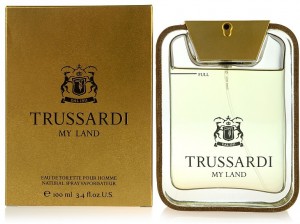 TRUSSARDI
MY LAND
EAU DE TOILETTE POUR HOMME
NATURAL SPRAY VAPORISATEUR
e 100 ml 3.4 fl.oz.U.S.
FULL
TRUSSARDI
MY LAND